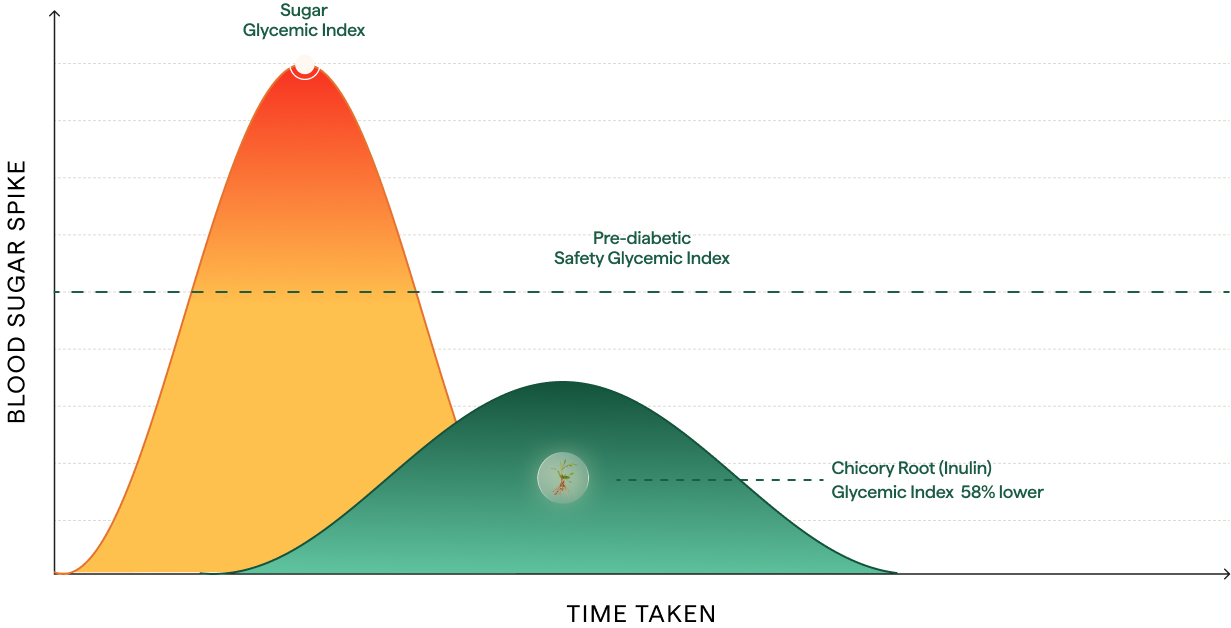 Sugar
Glycemic Index
BLOOD SUGAR SPIKE
Pre-diabetic
Safety Glycemic Index
Chicory Root (Inulin)
Glycemic Index 58% lower
TIME TAKEN